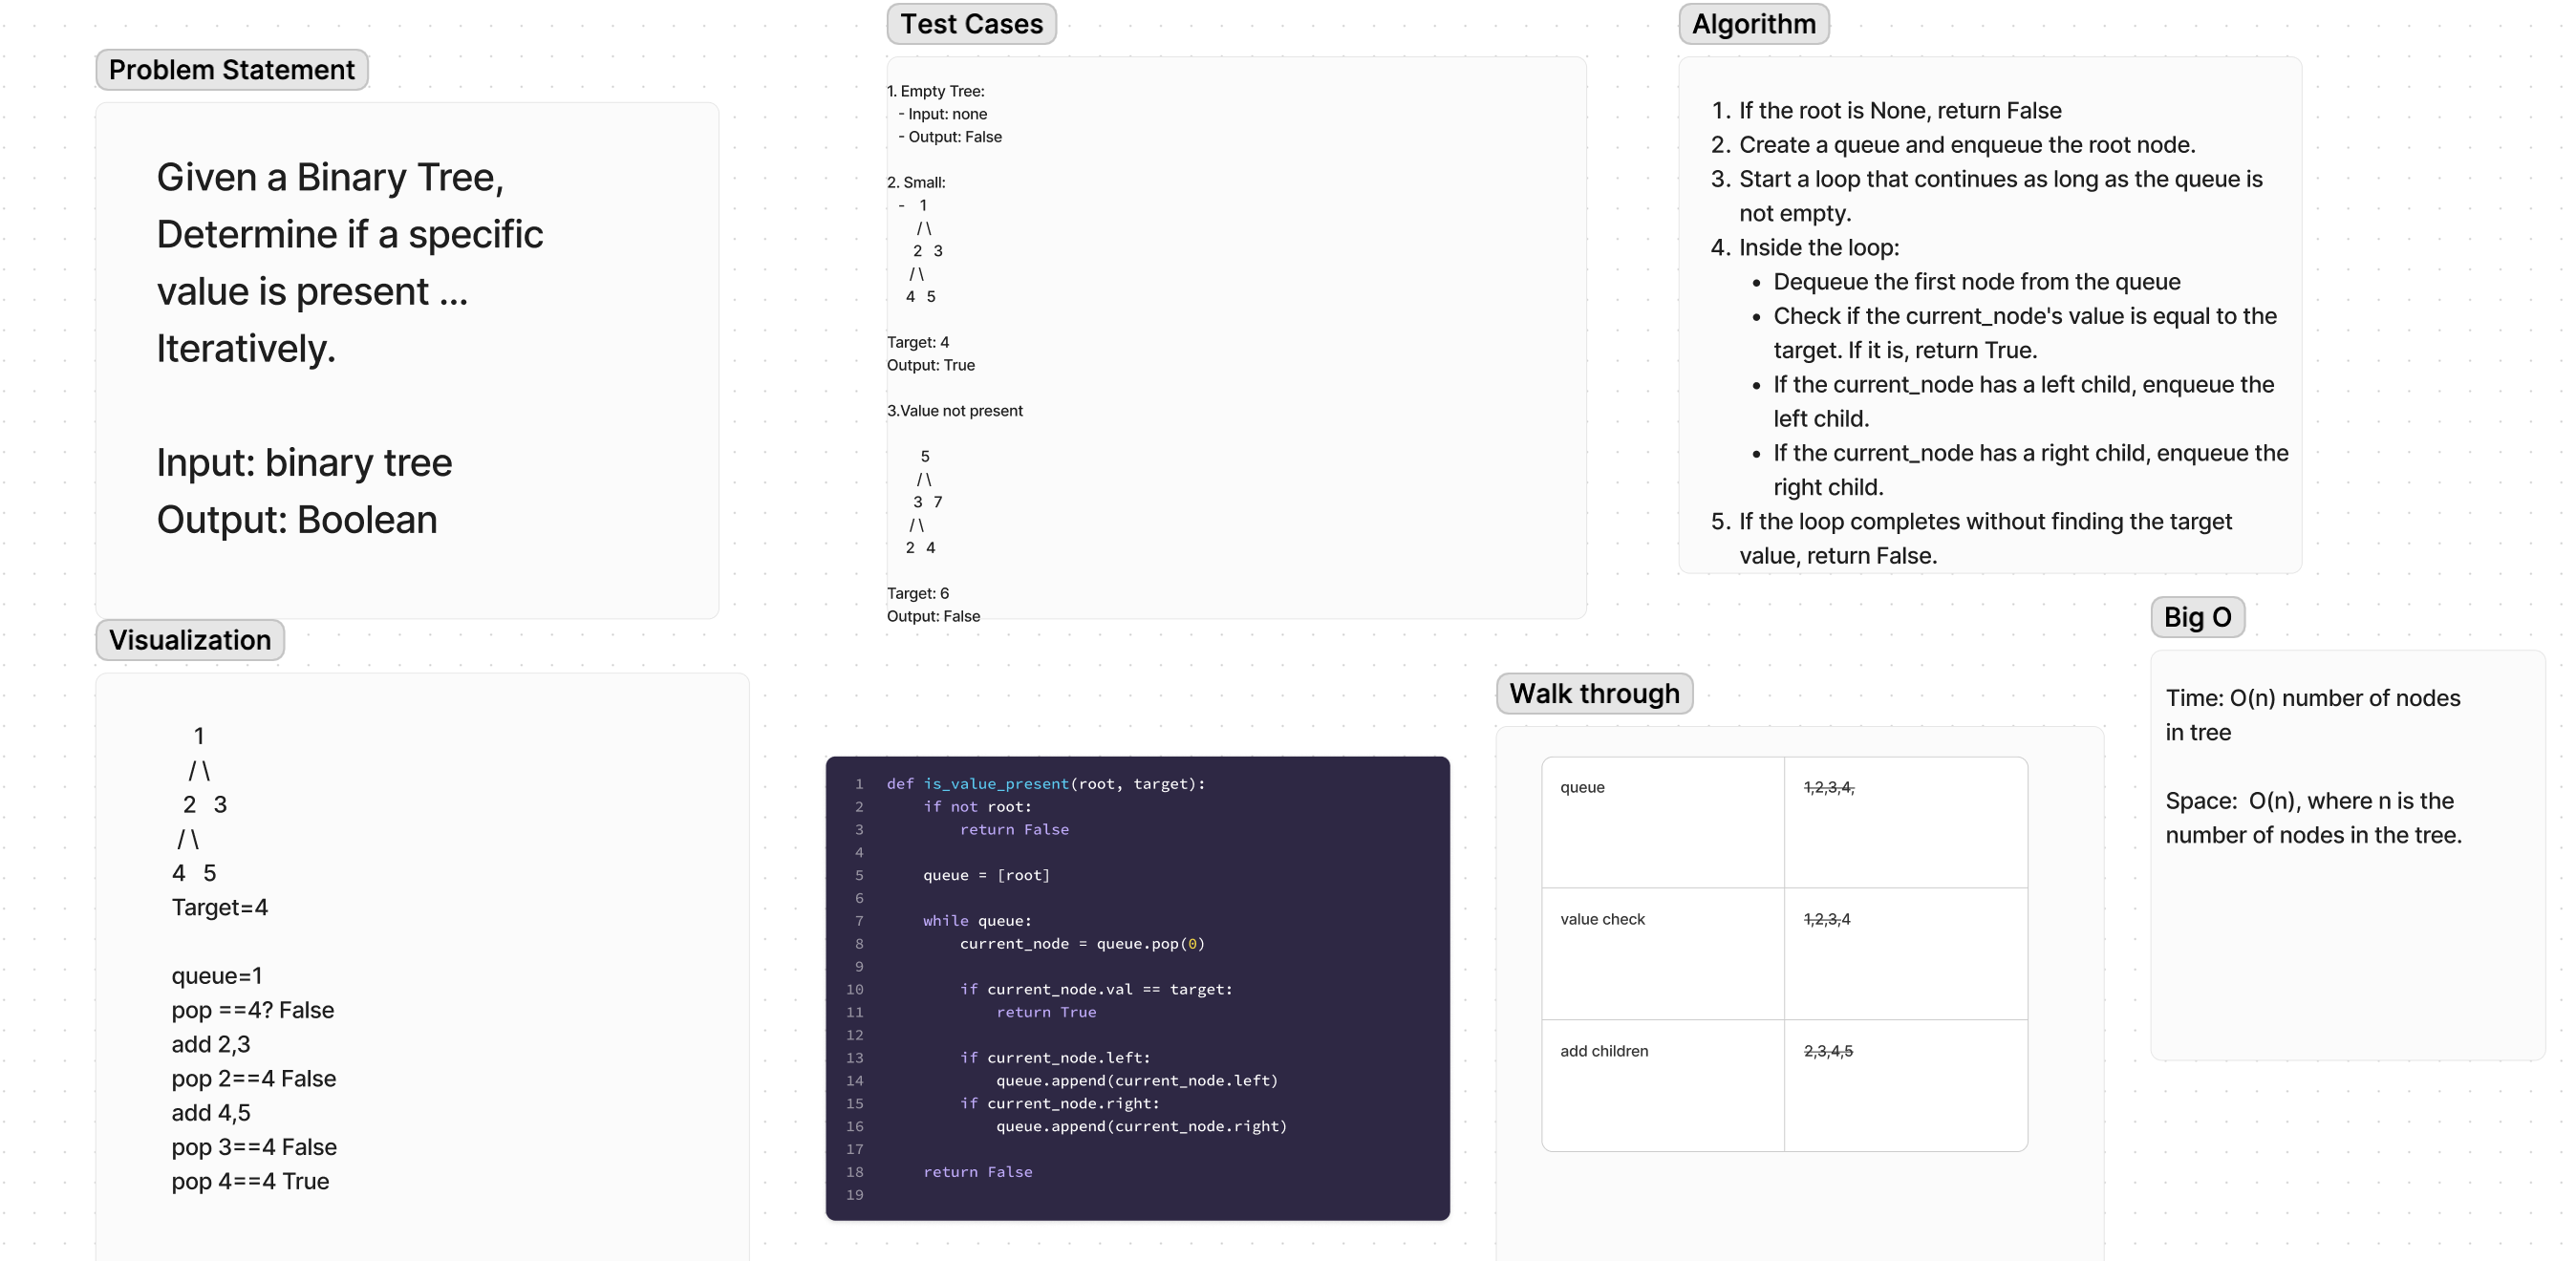 Problem Statement
Given a Binary Tree,
Determine if a specific
value is present ...
Iteratively.
Input: binary tree
Output: Boolean
Test Cases
1. Empty Tree:
- Input: none
- Output: False
2. Small:
- 1
/ \
2 3
/ \
4 5
Target: 4
Output: True
3.Value not present
5
/ \
3 7
/ \
2 4
Target: 6
Output: False
Algorithm
1. If the root is None, return False
2. Create a queue and enqueue the root node.
3. Start a loop that continues as long as the queue is
not empty.
4. Inside the loop:
• Dequeue the first node from the queue
• Check if the current_node's value is equal to the
target. If it is, return True.
• If the current_node has a left child, enqueue the
left child.
• If the current_node has a right child, enqueue the
right child.
5. If the loop completes without finding the target
value, return False.
Visualization
1
/ \
2 3
/ \
4 5
Target=4
queue=1
pop ==4? False
add 2,3
pop 2==4 False
add 4,5
pop 3==4 False
pop 4==4 True
1 def is_value_present(root, target):
2 if not root:
3 return False
4
5 queue = [root]
6
7 while queue:
8 current_node = queue.pop(0)
9
10 if current_node.val == target:
11 return True
12
13 if current_node.left:
14 queue.append(current_node.left)
15 if current_node.right:
16 queue.append(current_node.right)
17
18 return False
19
Walk through
queue 1,2,3,4,
value check 1,2,3,4
add children 2,3,4,5
Big O
Time: O(n) number of nodes
in tree
Space: O(n), where n is the
number of nodes in the tree.